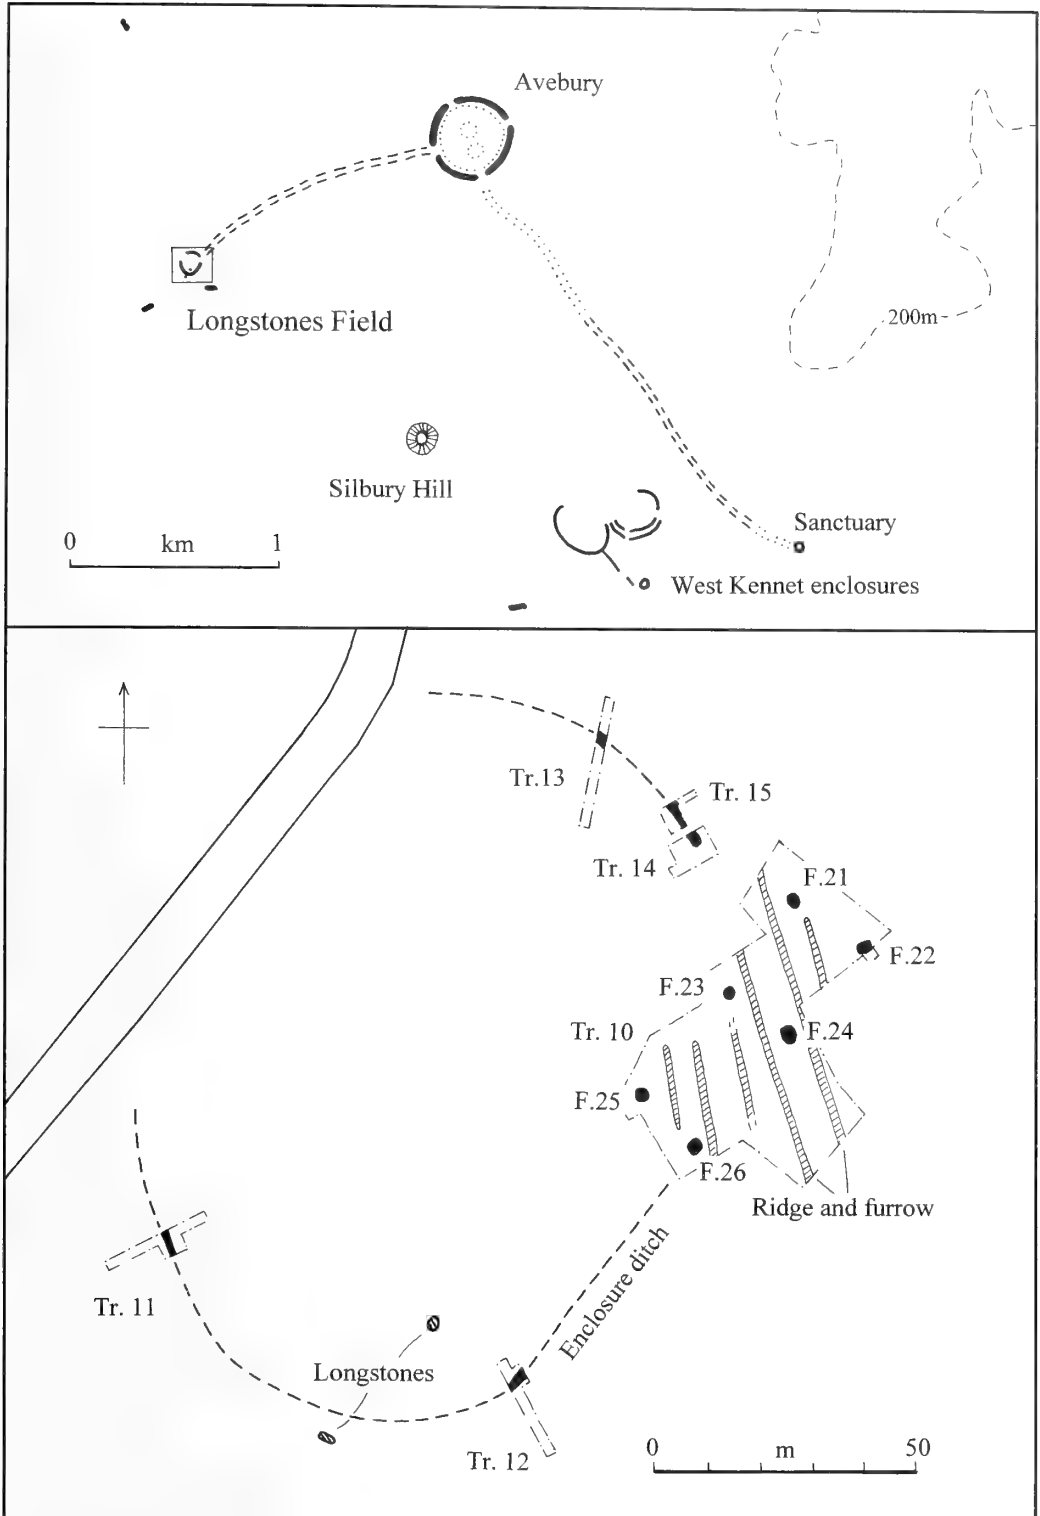 Avebury
200m
Longstones Field
Silbury Hill
Sanctuary
0 km 1
West Kennet enclosures
Tr.13
Tr. 15
Tr. 14
F.21
F.22
F.23
Tr. 10
F.24
F.25
F.26
Ridge and furrow
Enclosure ditch
Tr. 11
Longstones
Tr. 12
0 m 50